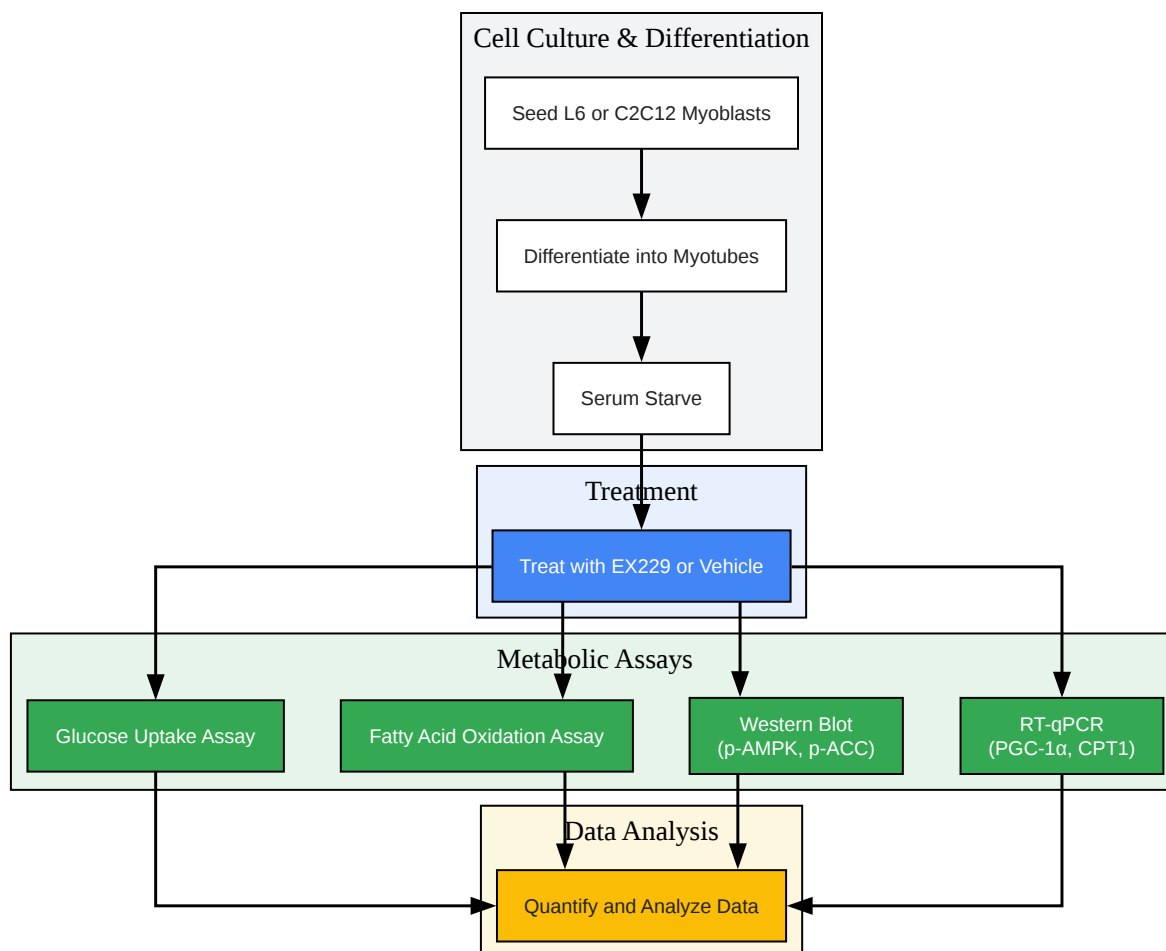 Cell Culture & Differentiation
Seed L6 or C2C12 Myoblasts
Differentiate into Myotubes
Serum Starve
Treatment
Treat with EX229 or Vehicle
Metabolic Assays
Glucose Uptake Assay
Fatty Acid Oxidation Assay
Western Blot
(p-AMPK, p-ACC)
RT-qPCR
(PGC-1α, CPT1)
Data Analysis
Quantify and Analyze Data